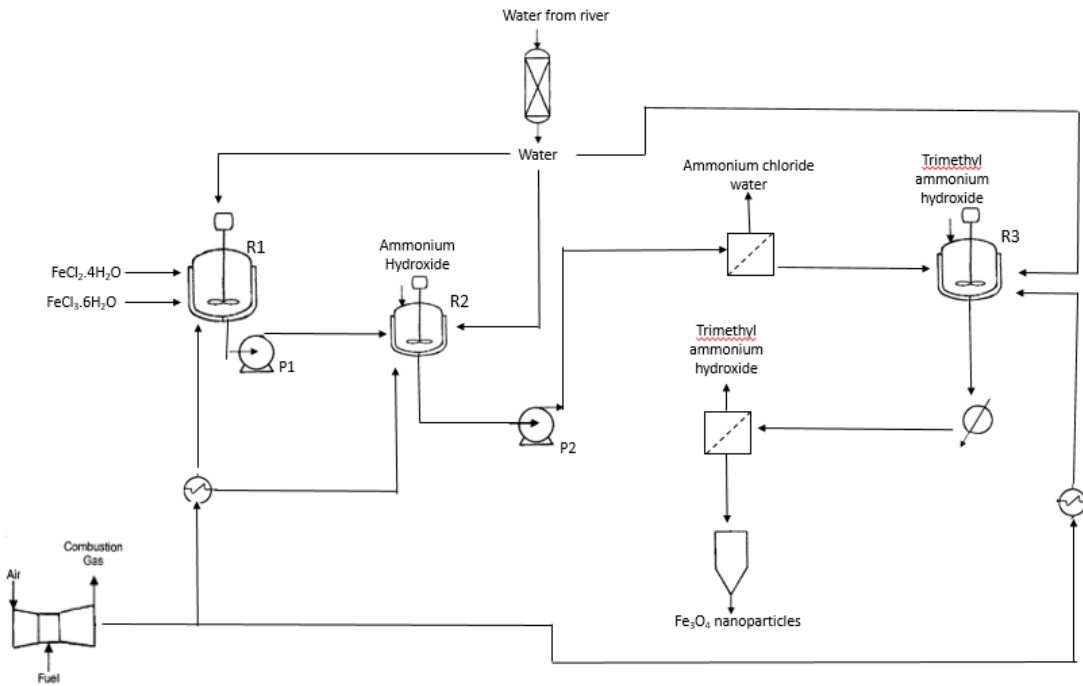 Water from river
Water
Ammonium chloride
water
Trimethyl
ammonium
hydroxide
R1
R3
Ammonium
Hydroxide
FeCl₂.4H₂O
FeCl₃.6H₂O
R2
P1
Trimethyl
ammonium
hydroxide
P2
Combustion
Gas
Air
Fe₃O₄ nanoparticles
Fuel